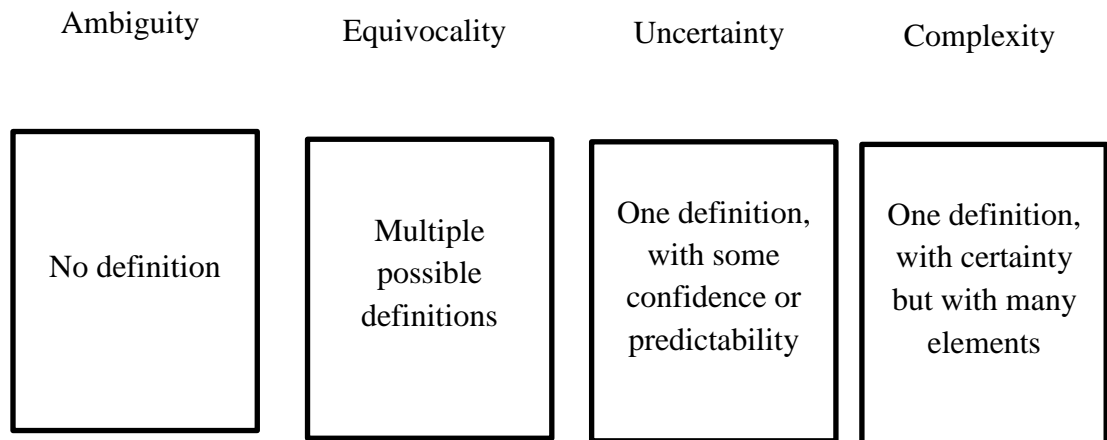 Ambiguity
Equivocality
Uncertainty
Complexity
No definition
Multiple
possible
definitions
One definition,
with some
confidence or
predictability
One definition,
with certainty
but with many
elements